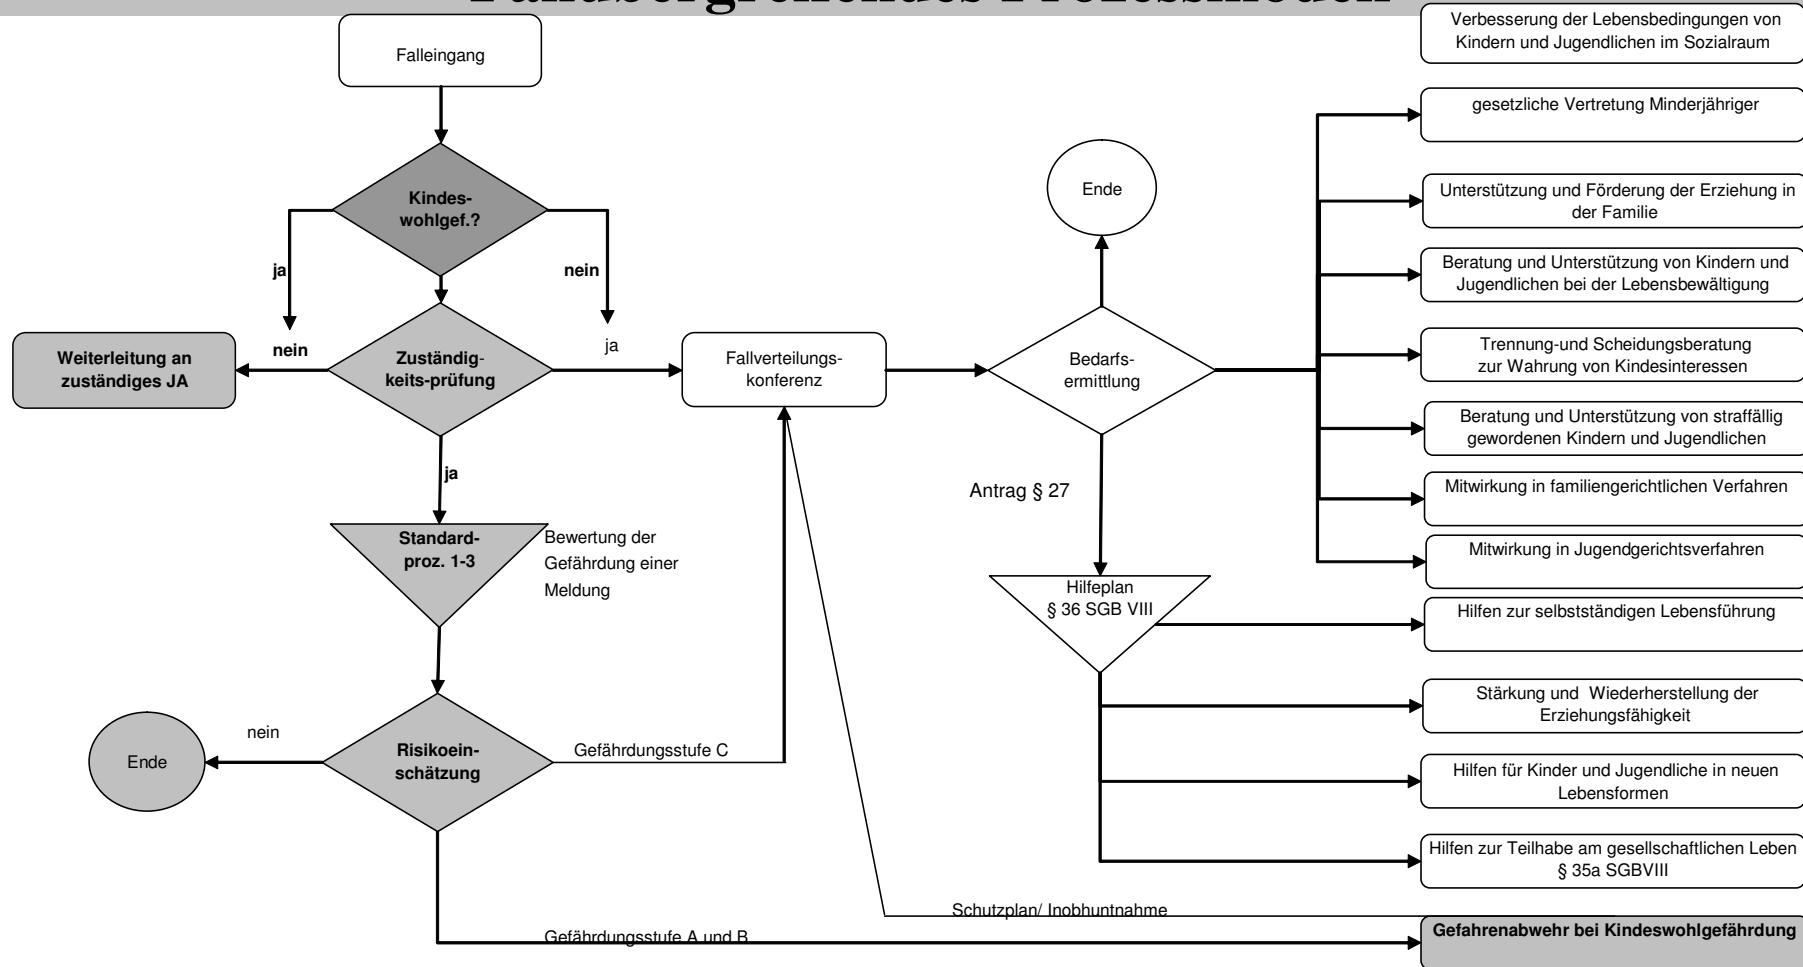 Verbesserung der Lebensbedingungen von
Kindern und Jugendlichen im Sozialraum
Falleingang
gesetzliche Vertretung Minderjähriger
Kindes-
wohlgef.?
Ende
Unterstützung und Förderung der Erziehung in
der Familie
ja
nein
Beratung und Unterstützung von Kindern und
Jugendlichen bei der Lebensbewältigung
Weiterleitung an
zuständiges JA
nein
Zuständig-
keits-prüfung
ja
Fallverteilungs-
konferenz
Bedarfs-
ermittlung
Trennung-und Scheidungsberatung
zur Wahrung von Kindesinteressen
Beratung und Unterstützung von straffällig
gewordenen Kindern und Jugendlichen
ja
Antrag § 27
Mitwirkung in familiengerichtlichen Verfahren
Standard-
proz. 1-3
Bewertung der
Gefährdung einer
Meldung
Mitwirkung in Jugendgerichtsverfahren
Hilfeplan
§ 36 SGB VIII
Hilfen zur selbstständigen Lebensführung
Stärkung und Wiederherstellung der
Erziehungsfähigkeit
Ende
nein
Risikoein-
schätzung
Gefährdungsstufe C
Hilfen für Kinder und Jugendliche in neuen
Lebensformen
Hilfen zur Teilhabe am gesellschaftlichen Leben
§ 35a SGBVIII
Schutzplan/ Inobhuntnahme
Gefährdungsstufe A und B
Gefahrenabwehr bei Kindeswohlgefährdung